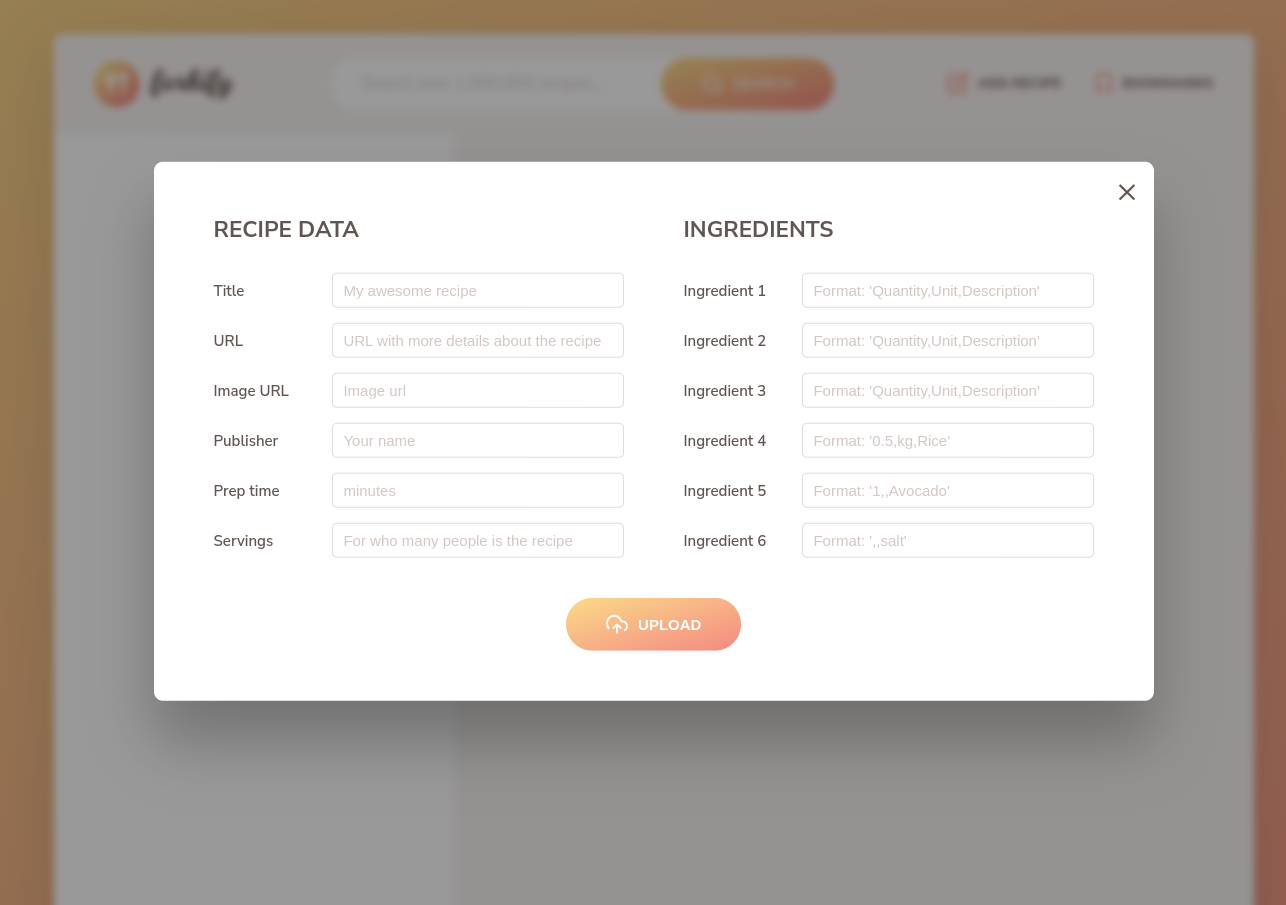 forkify
Search over 1,000,000 recipes...
SEARCH
ADD RECIPE
BOOKMARKS
RECIPE DATA
Title
My awesome recipe
URL
URL with more details about the recipe
Image URL
Image url
Publisher
Your name
Prep time
minutes
Servings
For who many people is the recipe
INGREDIENTS
Ingredient 1
Format: 'Quantity,Unit,Description'
Ingredient 2
Format: 'Quantity,Unit,Description'
Ingredient 3
Format: 'Quantity,Unit,Description'
Ingredient 4
Format: '0.5,kg,Rice'
Ingredient 5
Format: '1,,Avocado'
Ingredient 6
Format: ',,salt'
UPLOAD